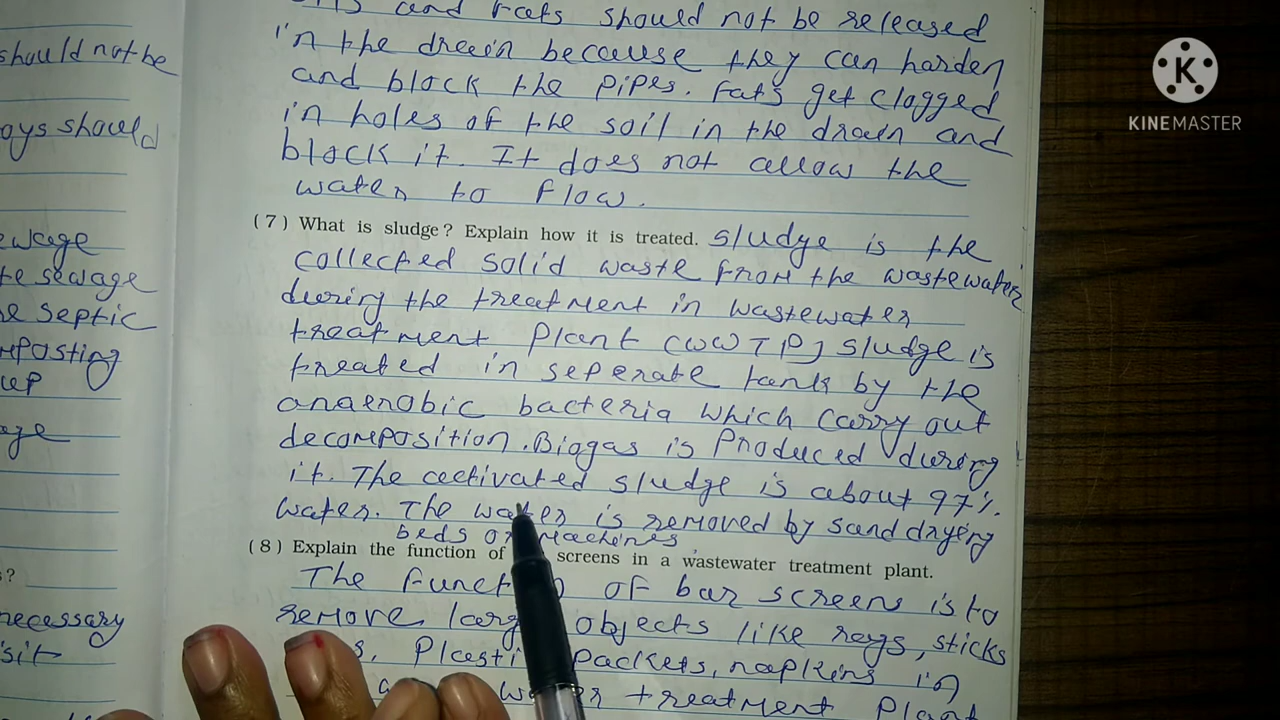 and fats should not be released
in the drain because they can harden
and block the pipes. Fats get clogged
in holes of the soil in the drain and
block it. It does not allow the
water to flow.
(7) What is sludge? Explain how it is treated. Sludge is the
collected solid waste from the wastewater
during the treatment in wastewater
treatment plant (WWTP) sludge is
treated in seperate tank by the
anaerobic bacteria which carry out
decomposition. Biogas is produced during
it. The activated sludge is about 97%
water. The water is removed by sand drying
beds or machines.
(8) Explain the function of screens in a wastewater treatment plant.
The funct of bar screens is to
remove large objects like rags, sticks
plastic packets, napkins in
treatment plant
should not be
ays should
ewage
te sewage
e septic
mposting
up
age
s?
necessary
sit
KINEMASTER